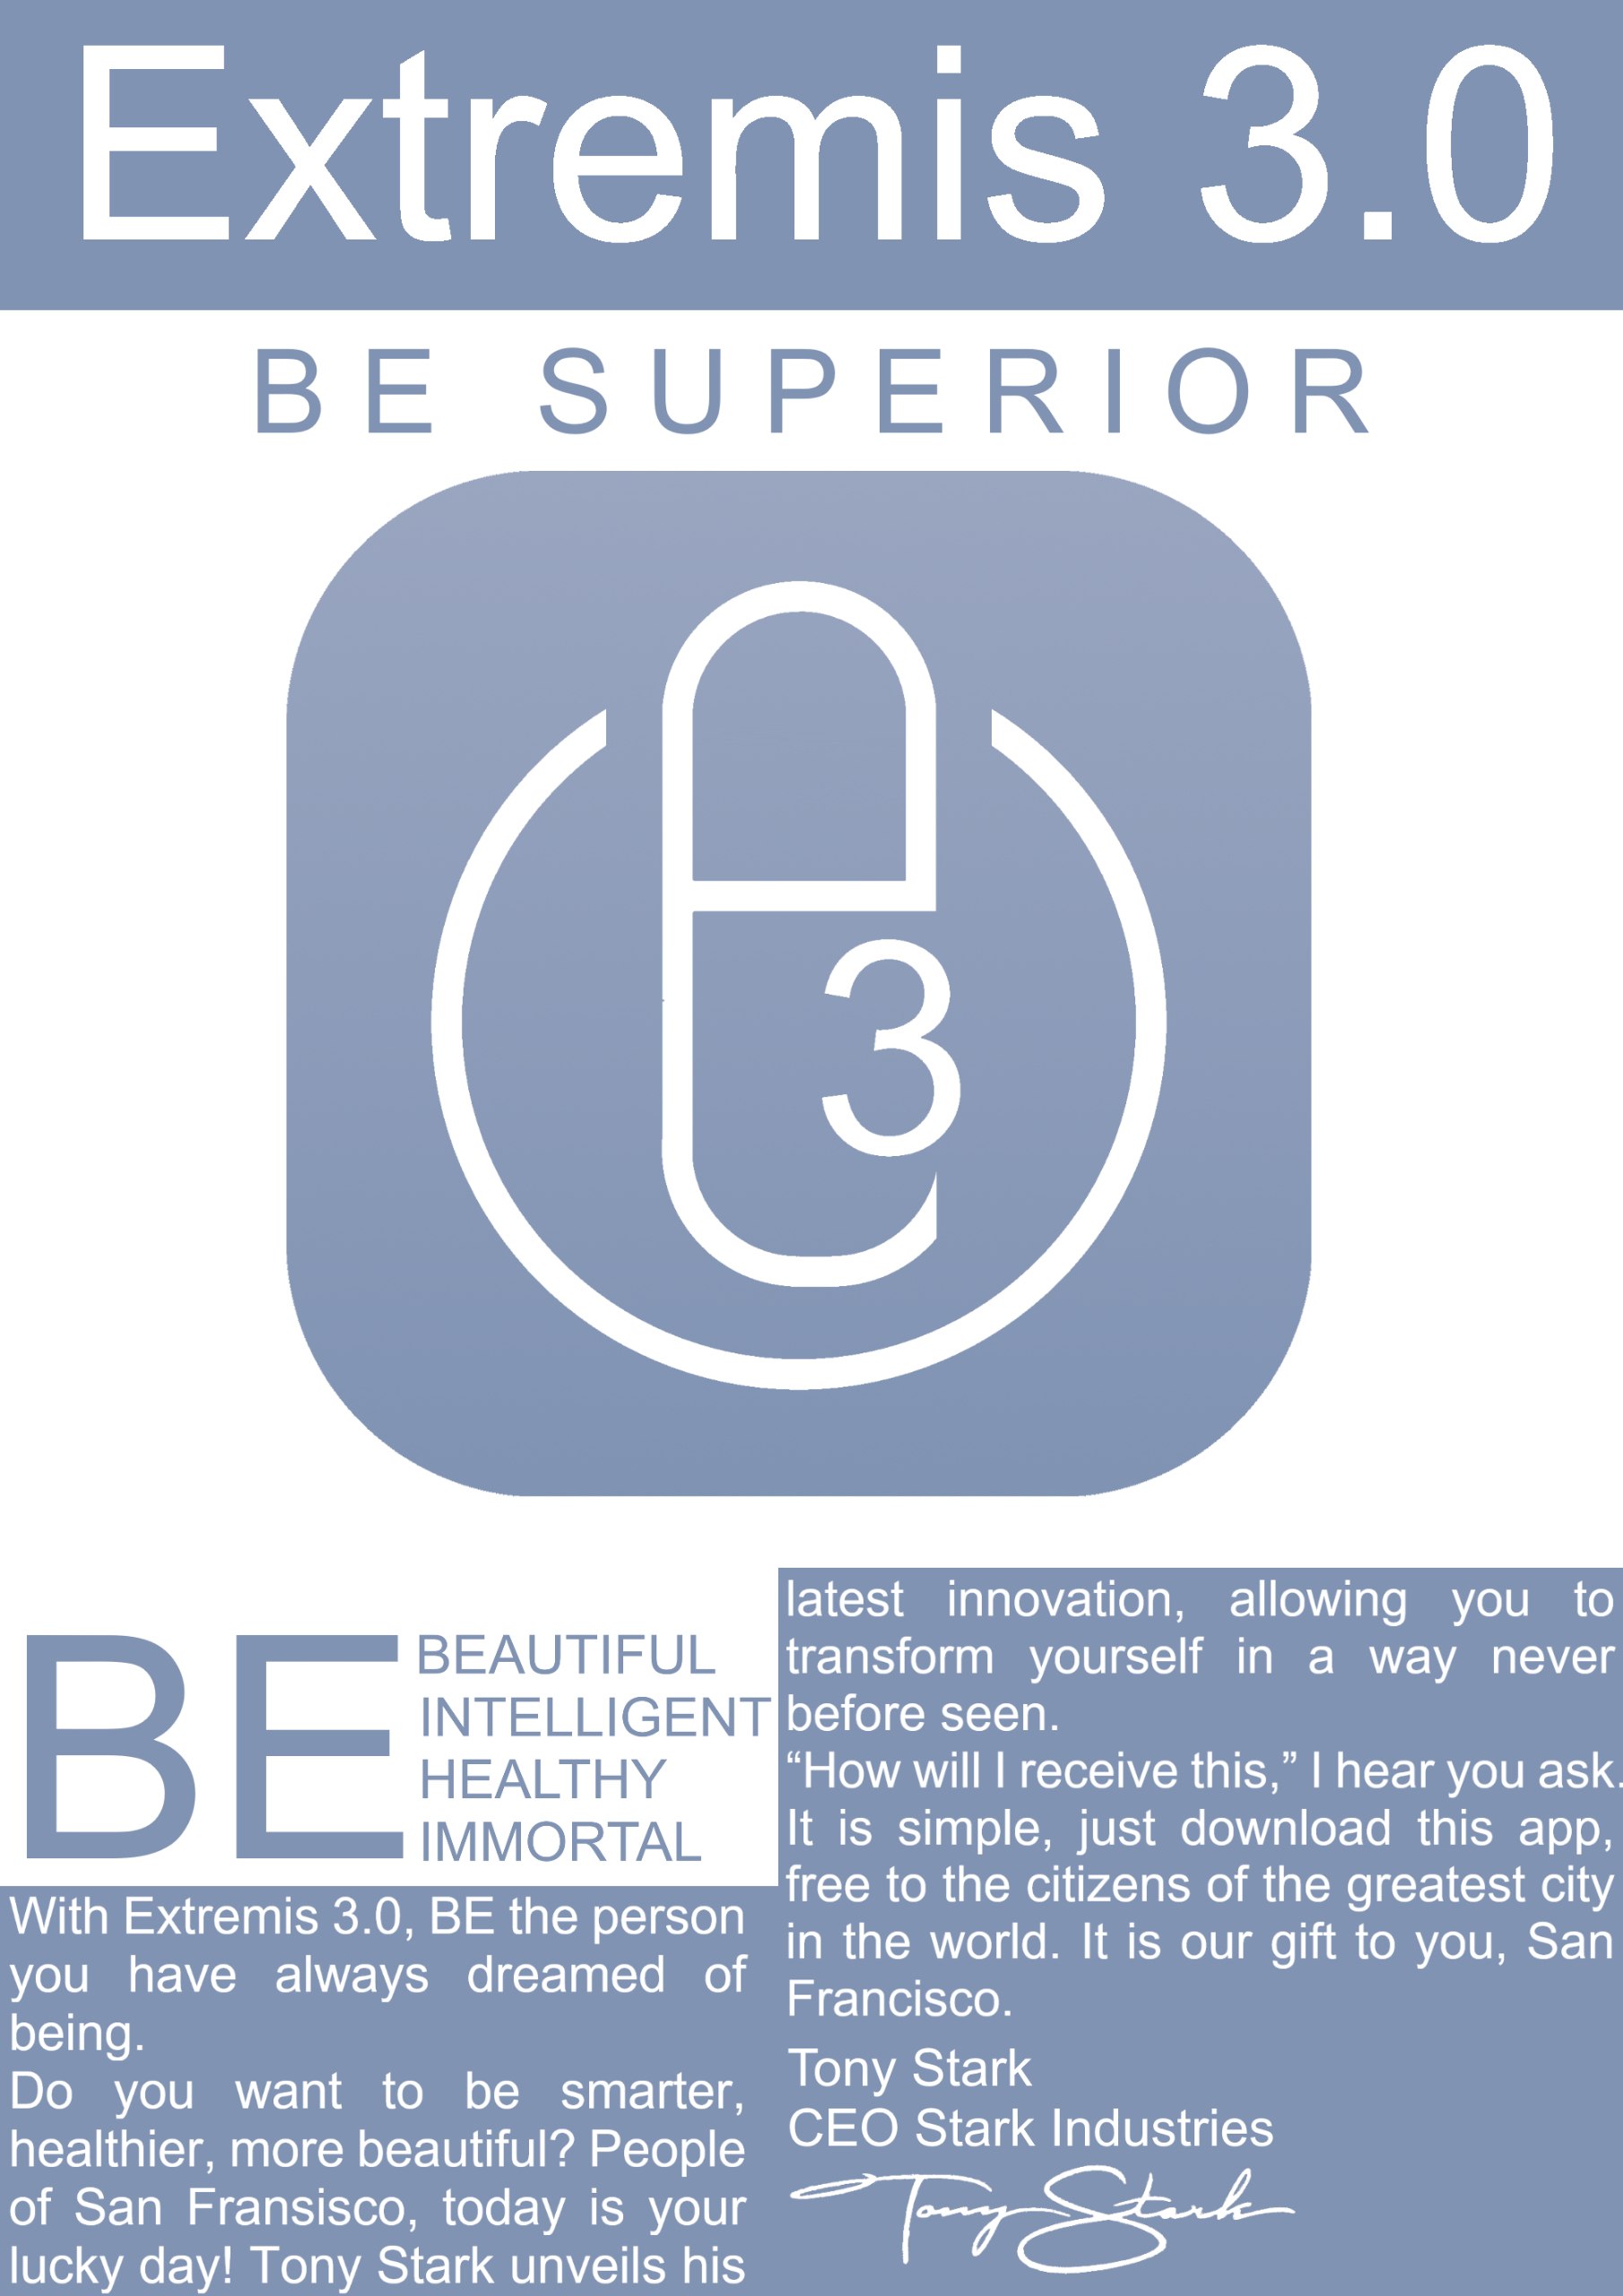 Extremis 3.0
BE SUPERIOR
3
BE
BEAUTIFUL
INTELLIGENT
HEALTHY
IMMORTAL
With Extremis 3.0, BE the person
you have always dreamed of
being.
Do you want to be smarter,
healthier, more beautiful? People
of San Fransisco, today is your
lucky day! Tony Stark unveils his
latest innovation, allowing you to
transform yourself in a way never
before seen.
“How will I receive this,” I hear you ask.
It is simple, just download this app,
free to the citizens of the greatest city
in the world. It is our gift to you, San
Francisco.
Tony Stark
CEO Stark Industries
Tony Stark